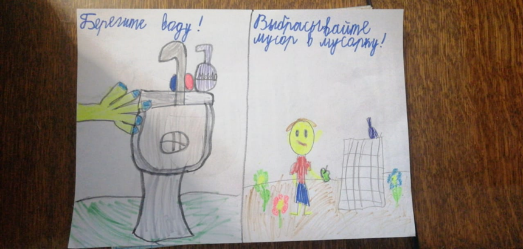 Берегите воду!
Выбрасывайте
мусор в мусорку!